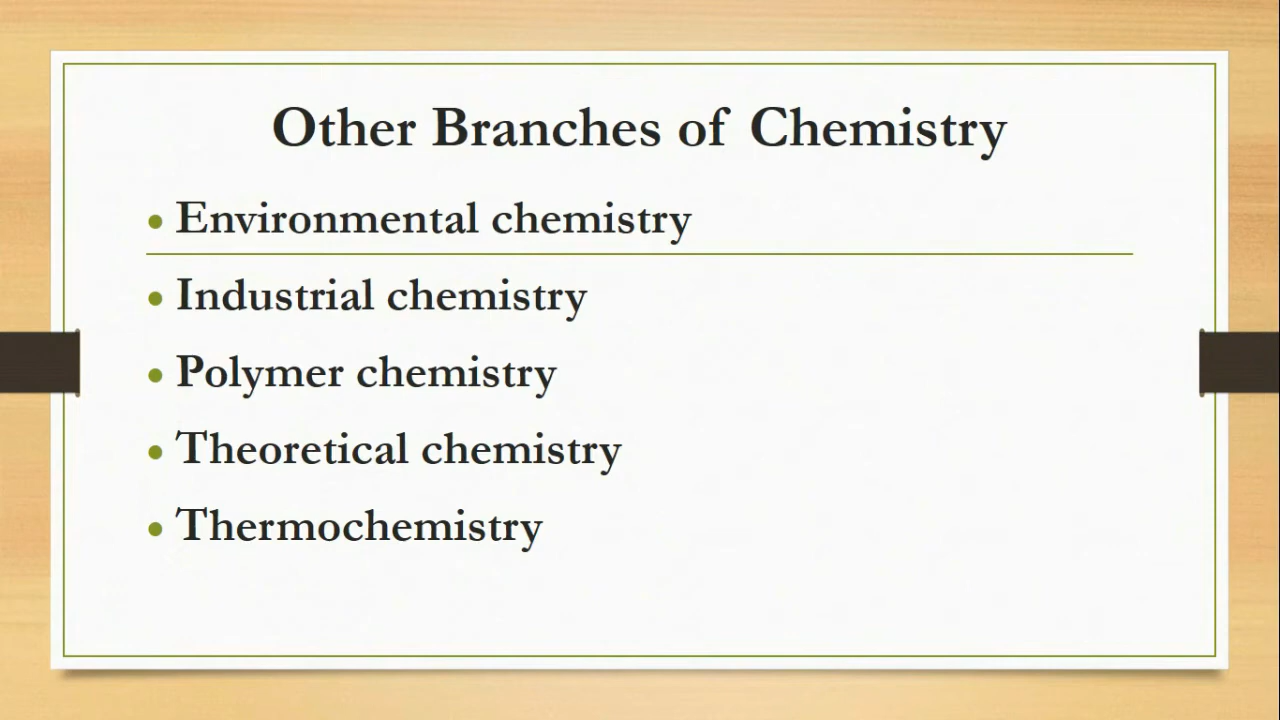 Other Branches of Chemistry
• Environmental chemistry
• Industrial chemistry
• Polymer chemistry
• Theoretical chemistry
• Thermochemistry